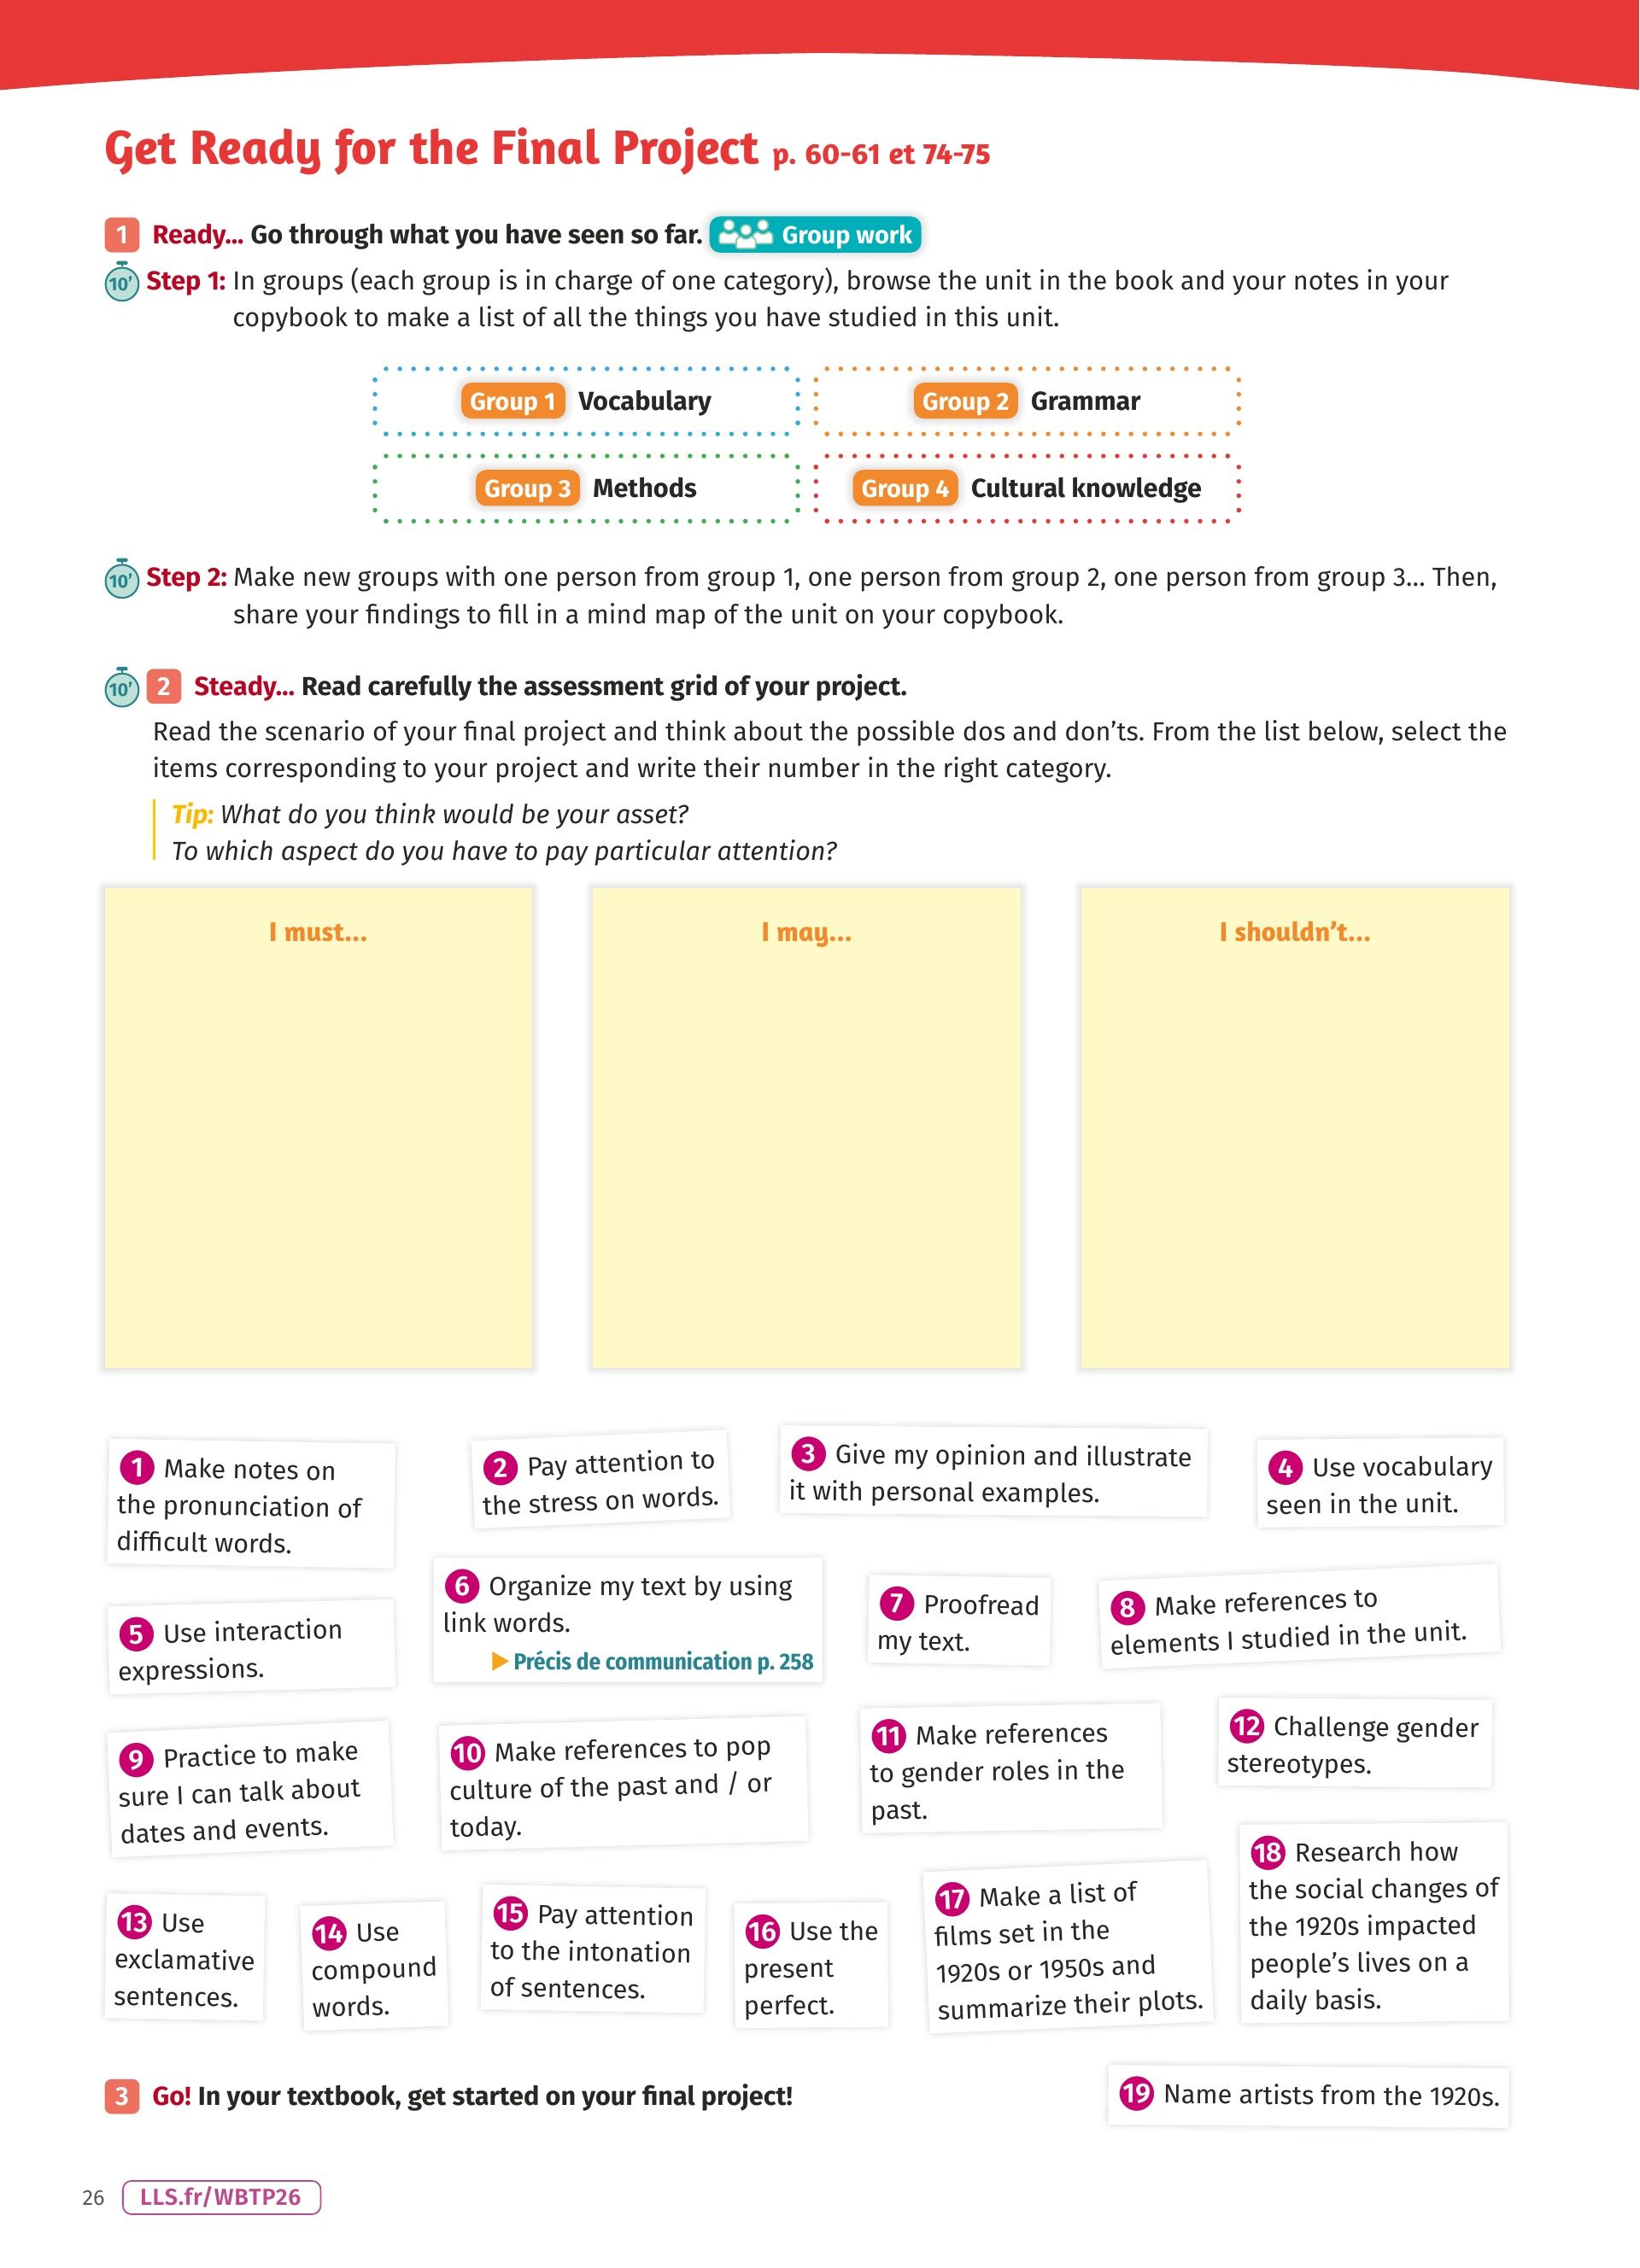 Get Ready for the Final Project p. 60-61 et 74-75
1 Ready... Go through what you have seen so far. Group work
10' Step 1: In groups (each group is in charge of one category), browse the unit in the book and your notes in your
copybook to make a list of all the things you have studied in this unit.
Group 1 Vocabulary
Group 2 Grammar
Group 3 Methods
Group 4 Cultural knowledge
10' Step 2: Make new groups with one person from group 1, one person from group 2, one person from group 3... Then,
share your findings to fill in a mind map of the unit on your copybook.
10' 2 Steady... Read carefully the assessment grid of your project.
Read the scenario of your final project and think about the possible dos and don’ts. From the list below, select the
items corresponding to your project and write their number in the right category.
Tip: What do you think would be your asset?
To which aspect do you have to pay particular attention?
I must...
I may...
I shouldn’t...
1 Make notes on
the pronunciation of
difficult words.
2 Pay attention to
the stress on words.
3 Give my opinion and illustrate
it with personal examples.
4 Use vocabulary
seen in the unit.
5 Use interaction
expressions.
6 Organize my text by using
link words.
Précis de communication p. 258
7 Proofread
my text.
8 Make references to
elements I studied in the unit.
9 Practice to make
sure I can talk about
dates and events.
10 Make references to pop
culture of the past and / or
today.
11 Make references
to gender roles in the
past.
12 Challenge gender
stereotypes.
13 Use
exclamative
sentences.
14 Use
compound
words.
15 Pay attention
to the intonation
of sentences.
16 Use the
present
perfect.
17 Make a list of
films set in the
1920s or 1950s and
summarize their plots.
18 Research how
the social changes of
the 1920s impacted
people’s lives on a
daily basis.
3 Go! In your textbook, get started on your final project!
19 Name artists from the 1920s.
26 LLS.fr/WBTP26